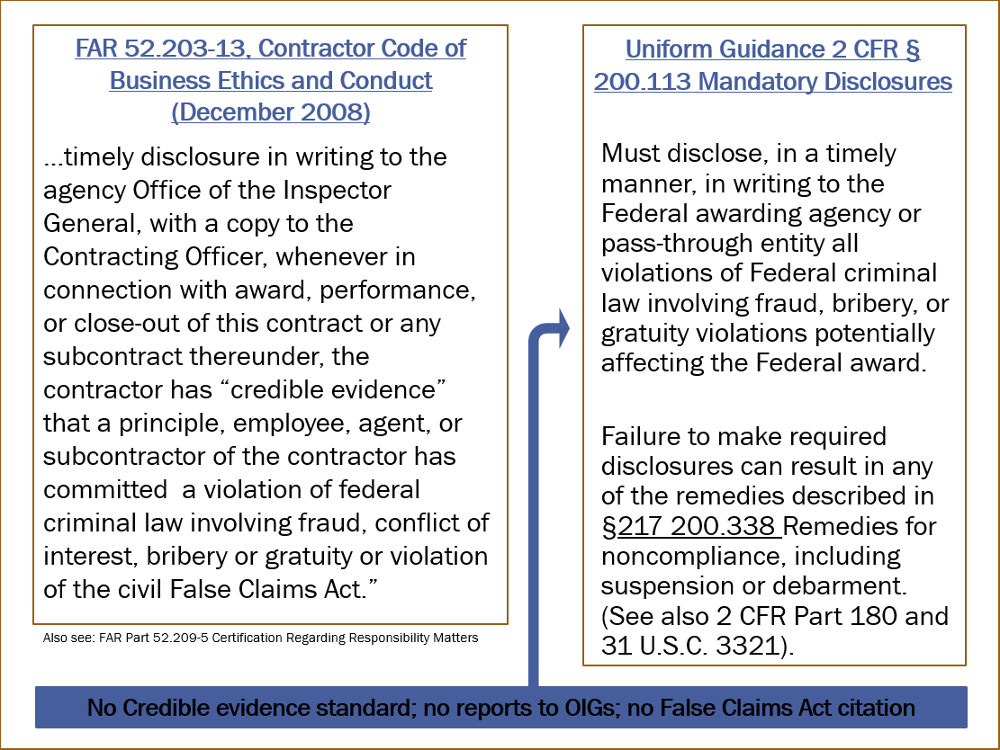 FAR 52.203-13, Contractor Code of
Business Ethics and Conduct
(December 2008)
...timely disclosure in writing to the
agency Office of the Inspector
General, with a copy to the
Contracting Officer, whenever in
connection with award, performance,
or close-out of this contract or any
subcontract thereunder, the
contractor has “credible evidence”
that a principle, employee, agent, or
subcontractor of the contractor has
committed  a violation of federal
criminal law involving fraud, conflict of
interest, bribery or gratuity or violation
of the civil False Claims Act.”
Also see: FAR Part 52.209-5 Certification Regarding Responsibility Matters
Uniform Guidance 2 CFR §
200.113 Mandatory Disclosures
Must disclose, in a timely
manner, in writing to the
Federal awarding agency or
pass-through entity all
violations of Federal criminal
law involving fraud, bribery, or
gratuity violations potentially
affecting the Federal award.
Failure to make required
disclosures can result in any
of the remedies described in
§217 200.338 Remedies for
noncompliance, including
suspension or debarment.
(See also 2 CFR Part 180 and
31 U.S.C. 3321).
No Credible evidence standard; no reports to OIGs; no False Claims Act citation